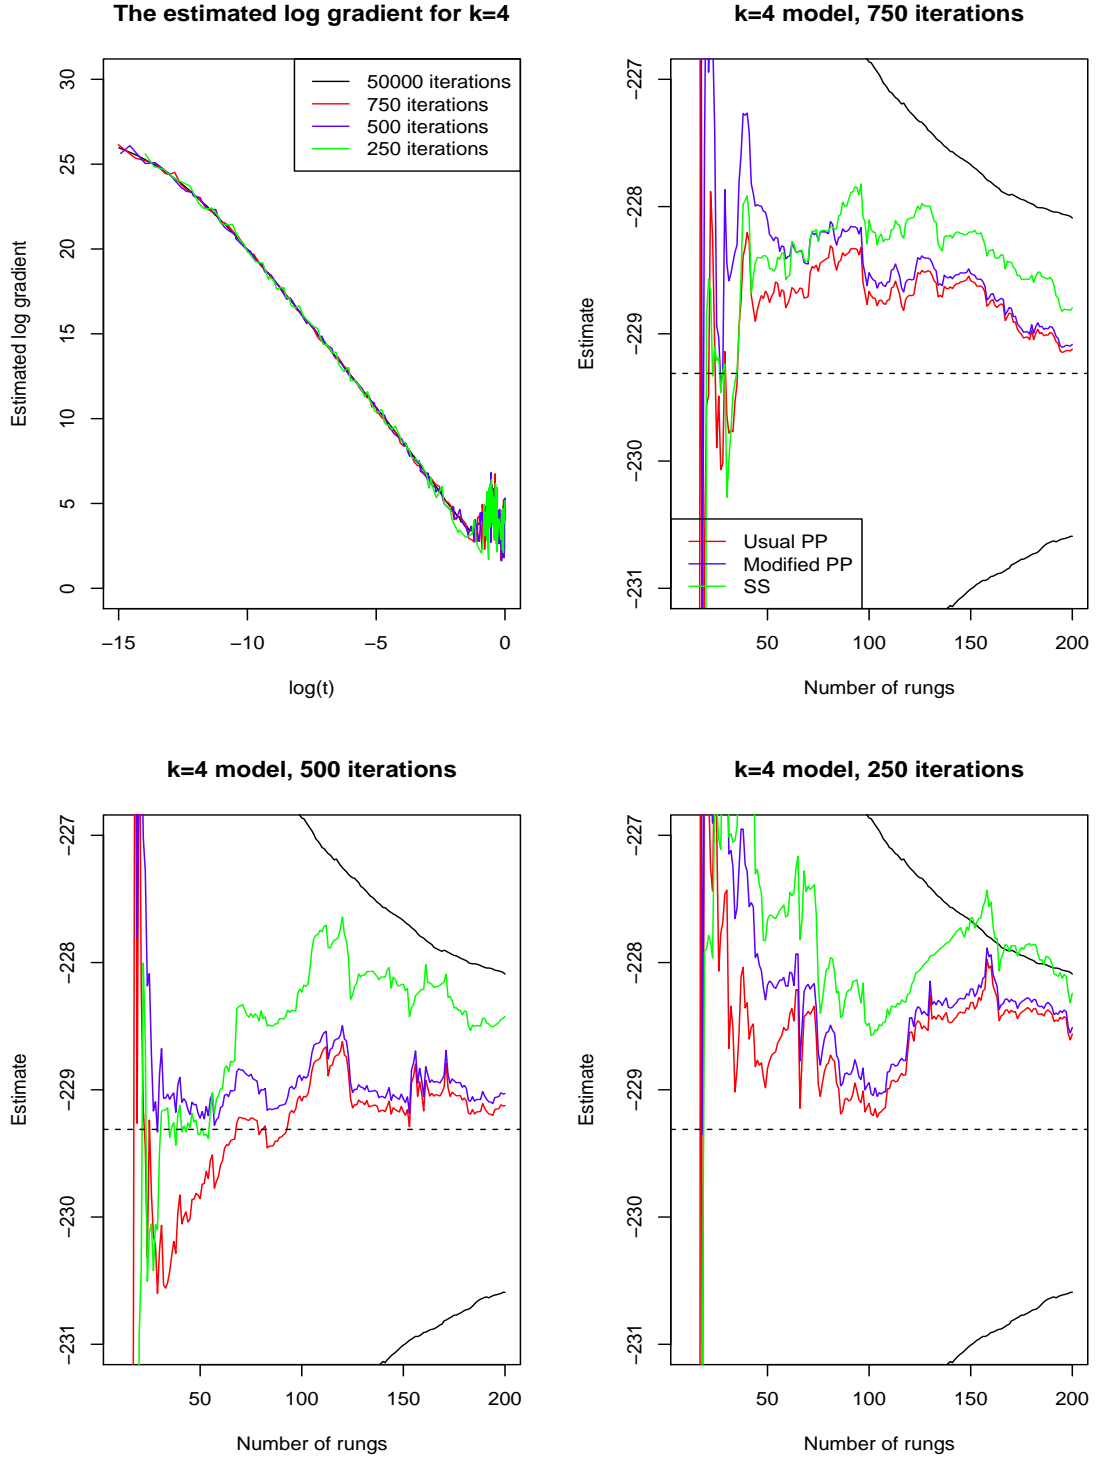 The estimated log gradient for k=4
Estimated log gradient
30
25
20
15
10
5
0
50000 iterations
750 iterations
500 iterations
250 iterations
−15
−10
−5
0
log(t)
k=4 model, 750 iterations
Estimate
−227
−228
−229
−230
−231
Usual PP
Modified PP
SS
50
100
150
200
Number of rungs
k=4 model, 500 iterations
Estimate
−227
−228
−229
−230
−231
50
100
150
200
Number of rungs
k=4 model, 250 iterations
Estimate
−227
−228
−229
−230
−231
50
100
150
200
Number of rungs